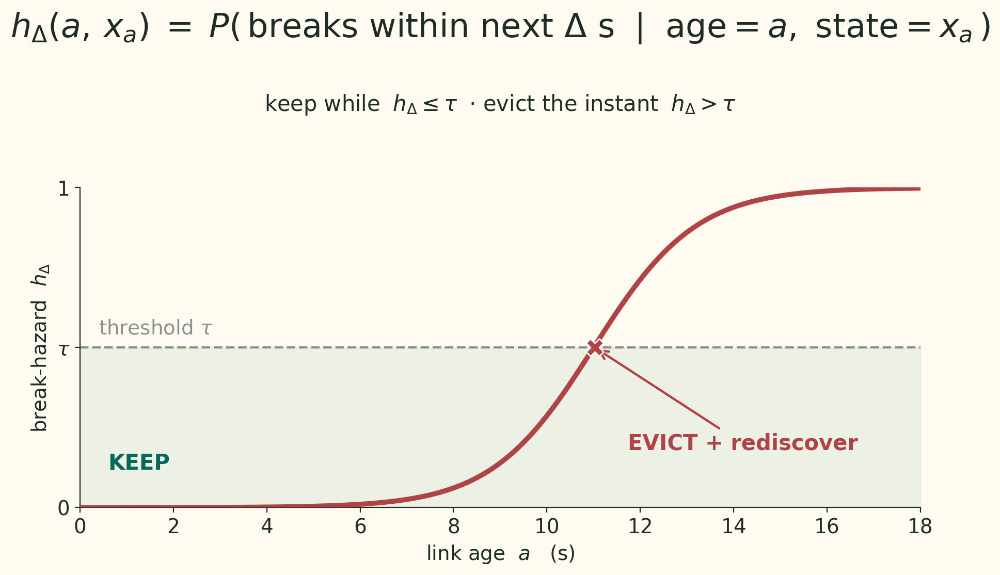 h_Δ(a, x_a) = P( breaks within next Δ s | age = a, state = x_a )
keep while h_Δ ≤ τ · evict the instant h_Δ > τ
1
threshold τ
τ
break-hazard h_Δ
EVICT + rediscover
KEEP
0
0 2 4 6 8 10 12 14 16 18
link age a (s)